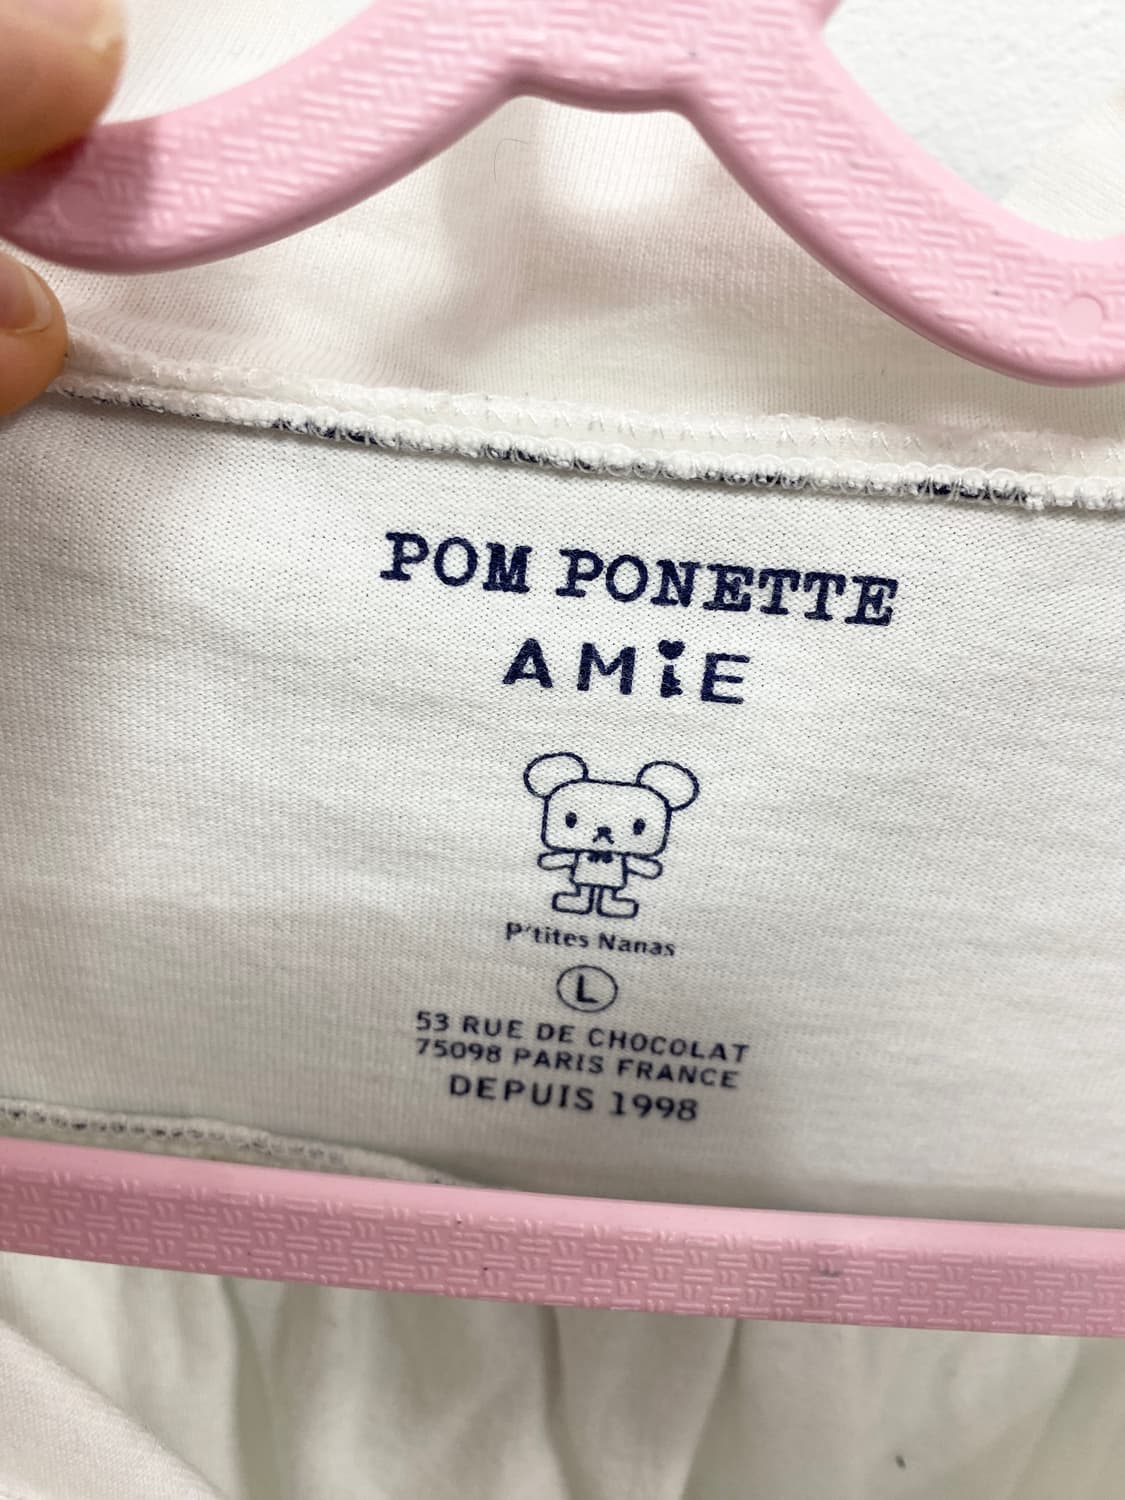 POM PONETTE
AMiE
P'tites Nanas
L
53 RUE DE CHOCOLAT
75098 PARIS FRANCE
DEPUIS 1998